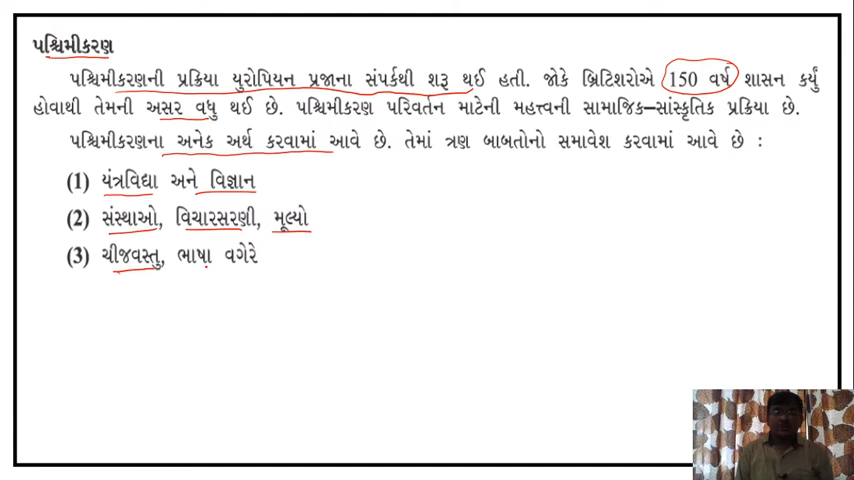 પશ્ચિમીકરણ
પશ્ચિમીકરણની પ્રક્રિયા યુરોપિયન પ્રજાના સંપર્કથી શરૂ થઈ હતી. જોકે બ્રિટિશરોએ 150 વર્ષ શાસન કર્યું
હોવાથી તેમની અસર વધુ થઈ છે. પશ્ચિમીકરણ પરિવર્તન માટેની મહત્ત્વની સામાજિક–સાંસ્કૃતિક પ્રક્રિયા છે.
પશ્ચિમીકરણના અનેક અર્થ કરવામાં આવે છે. તેમાં ત્રણ બાબતોનો સમાવેશ કરવામાં આવે છે :
(1) યંત્રવિદ્યા અને વિજ્ઞાન
(2) સંસ્થાઓ, વિચારસરણી, મૂલ્યો
(3) ચીજવસ્તુ, ભાષા વગેરે